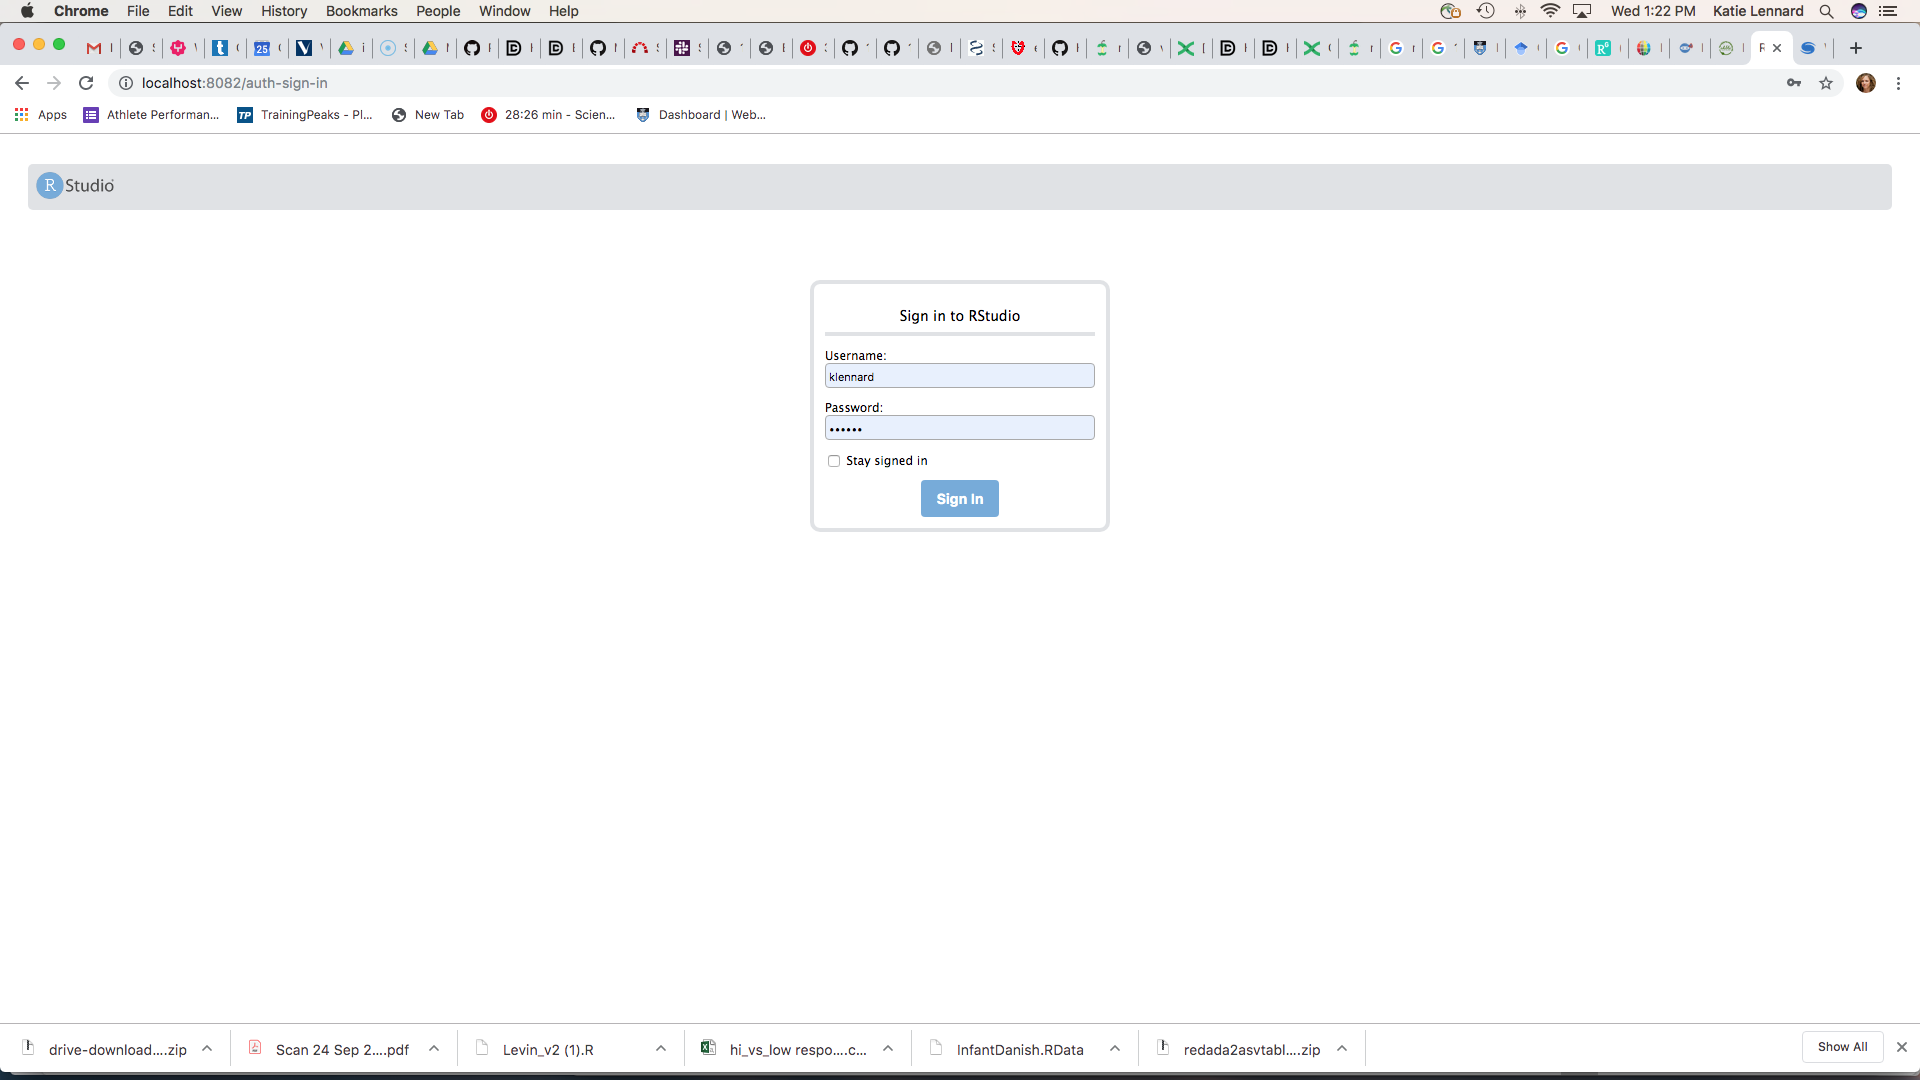 Chrome File Edit View History Bookmarks People Window Help Wed 1:22 PM Katie Lennard
localhost:8082/auth-sign-in
Apps Athlete Performan... TrainingPeaks - Pl... New Tab 28:26 min - Scien... Dashboard | Web...
R Studio
Sign in to RStudio
Username:
klennard
Password:
••••••
Stay signed in
Sign In
drive-download....zip Scan 24 Sep 2....pdf Levin_v2 (1).R hi_vs_low respo....c... InfantDanish.RData redada2asvtabl....zip Show All